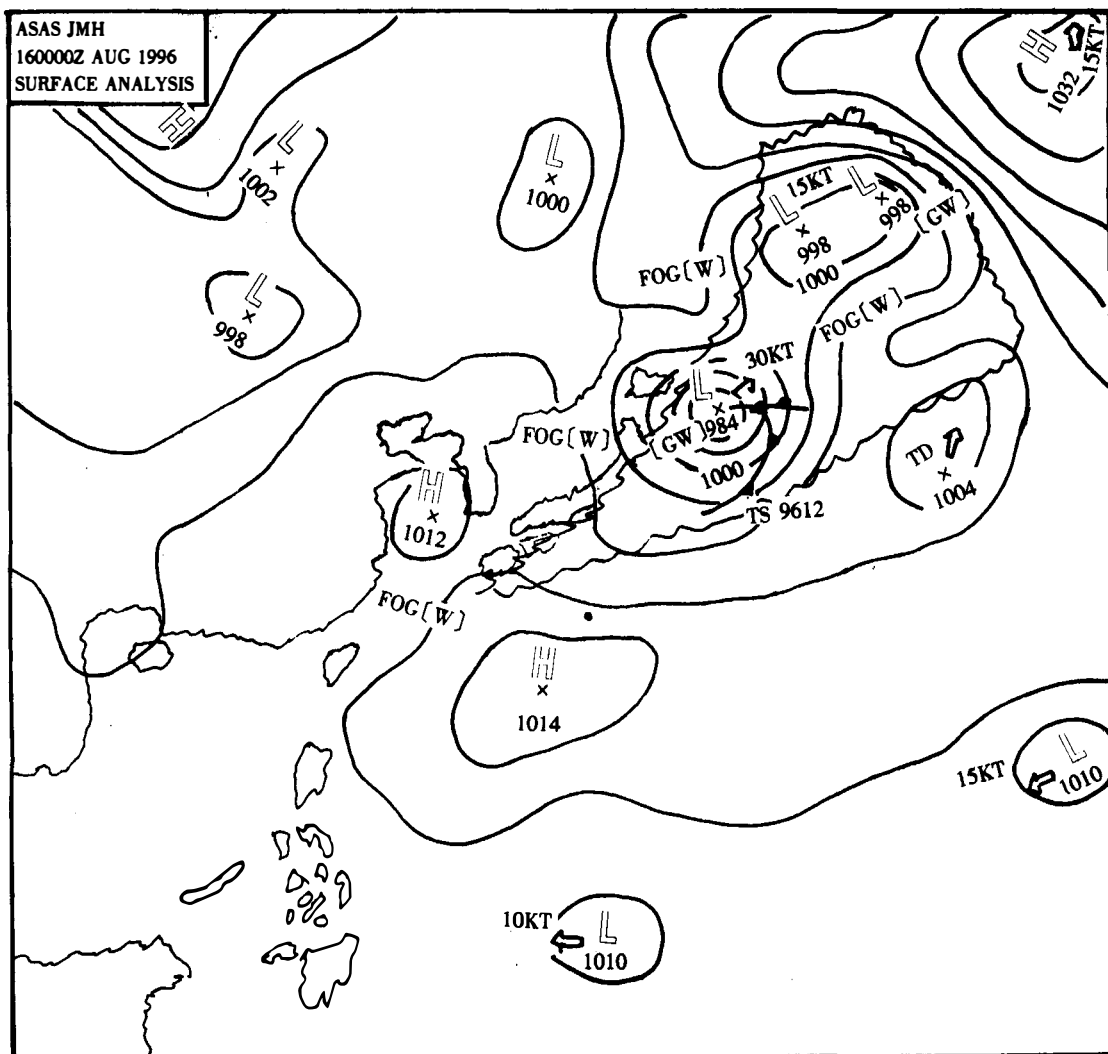 ASAS JMH
160000Z AUG 1996
SURFACE ANALYSIS
H
H
1032
15KT
L
1002
L
1000
15KT
L
998
L
998
[GW]
1000
FOG[W]
FOG[W]
L
998
30KT
L
984
[GW]
1000
FOG[W]
TD
1004
TS 9612
H
1012
FOG[W]
H
1014
15KT
L
1010
10KT
L
1010